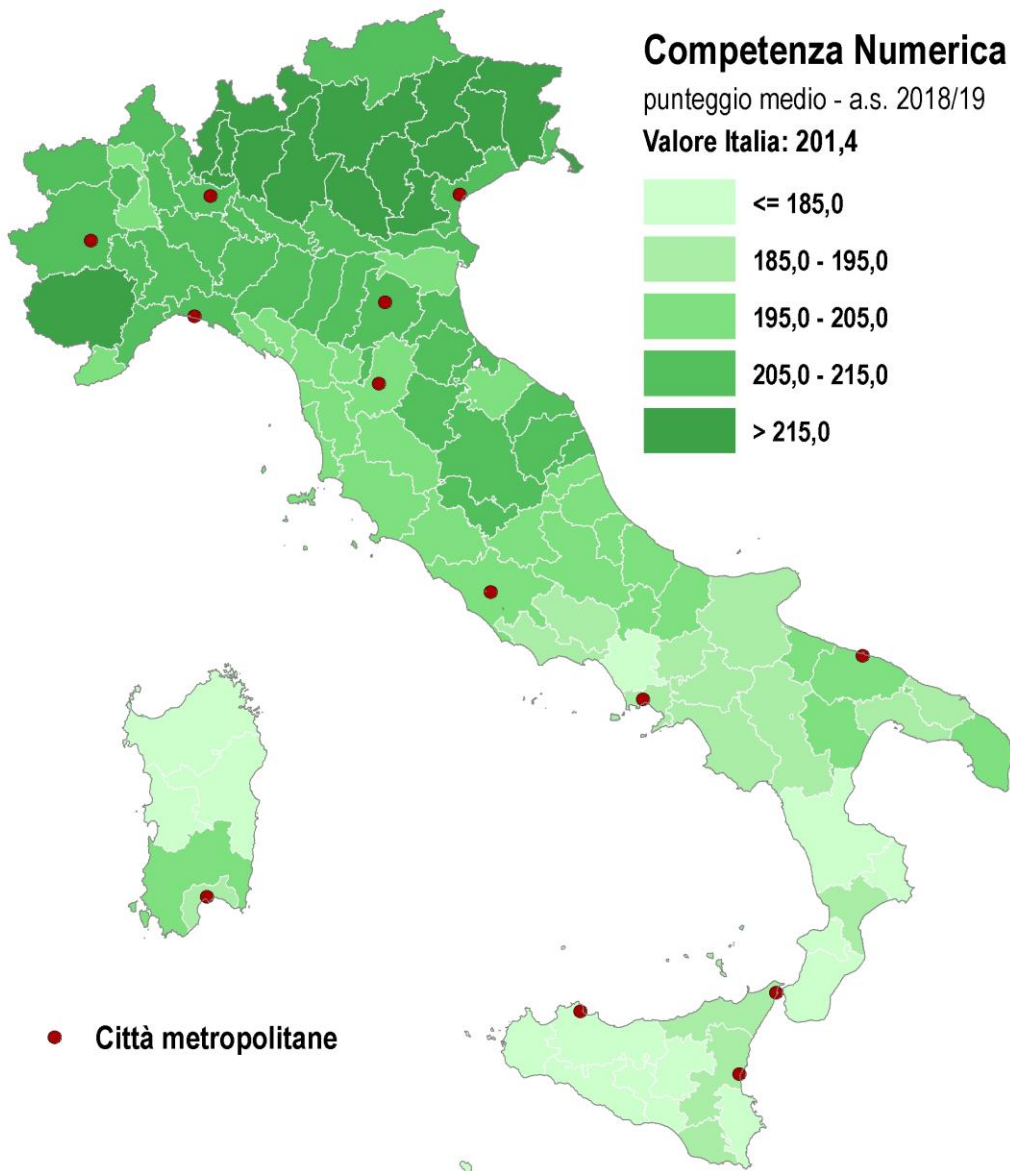 Competenza Numerica
punteggio medio - a.s. 2018/19
Valore Italia: 201,4
<= 185,0
185,0 - 195,0
195,0 - 205,0
205,0 - 215,0
> 215,0
Città metropolitane